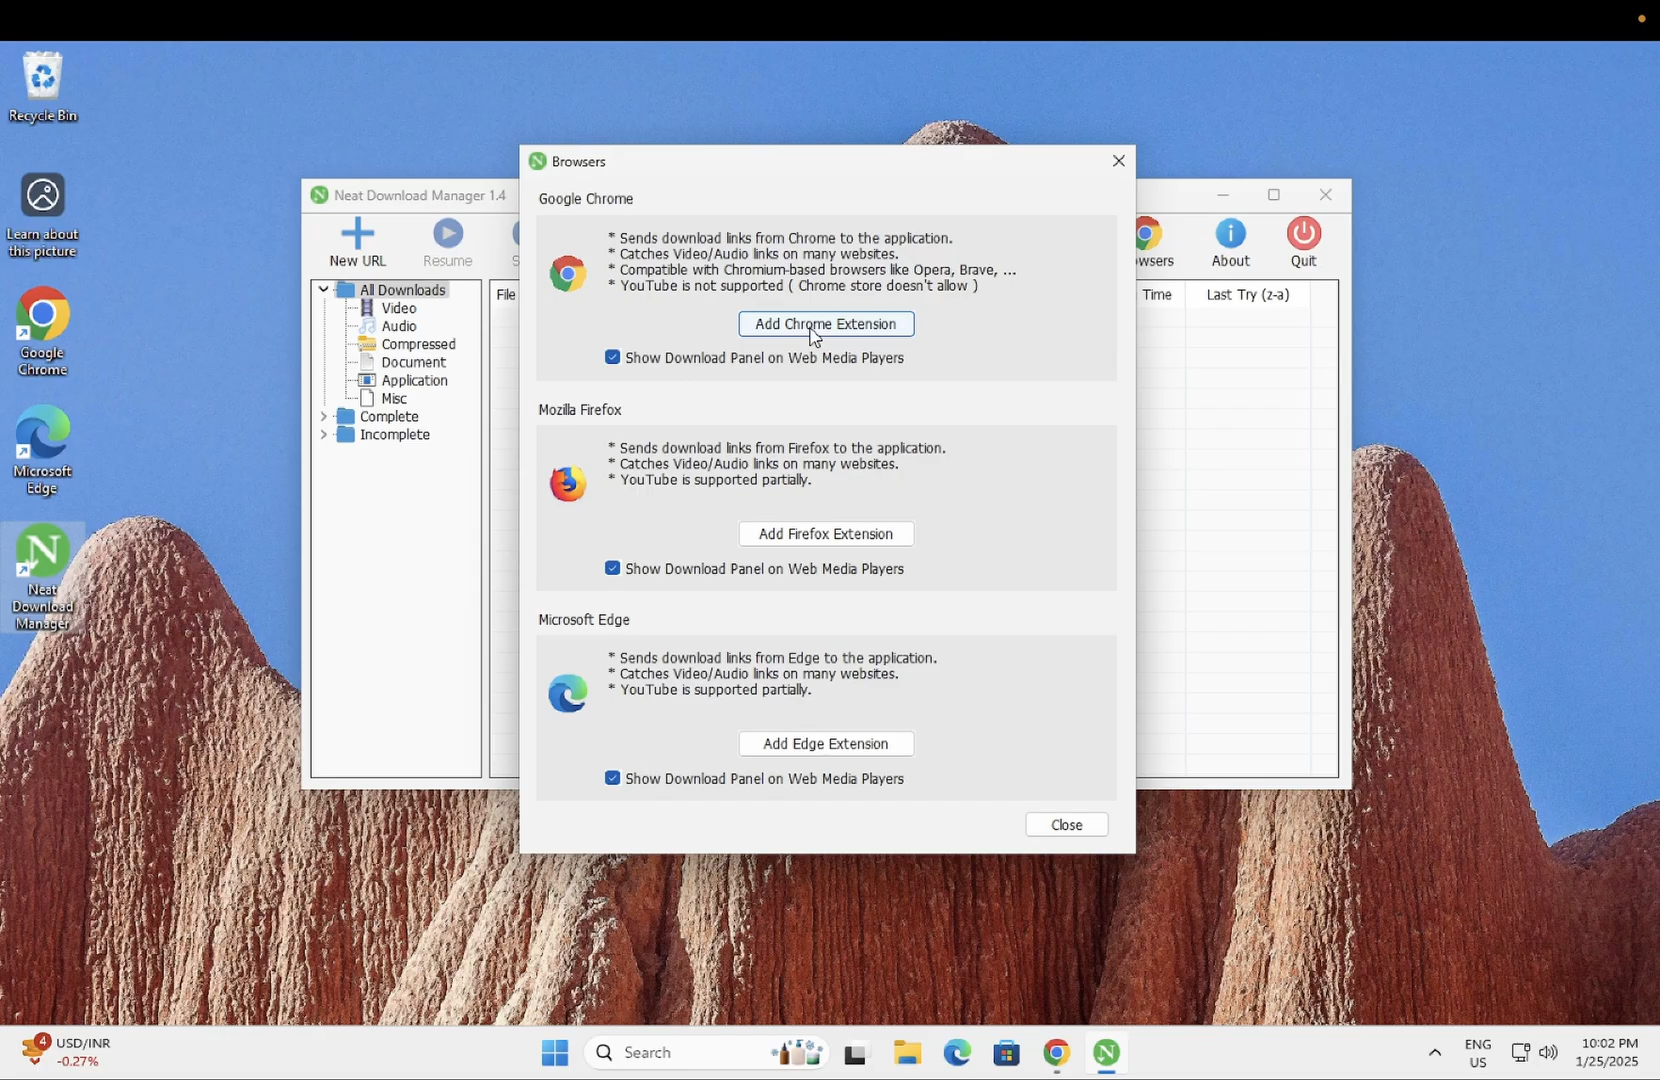 Recycle Bin
Learn about
this picture
Google
Chrome
Microsoft
Edge
Neat
Download
Manager
Neat Download Manager 1.4
New URL
Resume
S
wsers
About
Quit
All Downloads
Video
Audio
Compressed
Document
Application
Misc
Complete
Incomplete
File
Time
Last Try (z-a)
Browsers
Google Chrome
* Sends download links from Chrome to the application.
* Catches Video/Audio links on many websites.
* Compatible with Chromium-based browsers like Opera, Brave, ...
* YouTube is not supported ( Chrome store doesn't allow )
Add Chrome Extension
Show Download Panel on Web Media Players
Mozilla Firefox
* Sends download links from Firefox to the application.
* Catches Video/Audio links on many websites.
* YouTube is supported partially.
Add Firefox Extension
Show Download Panel on Web Media Players
Microsoft Edge
* Sends download links from Edge to the application.
* Catches Video/Audio links on many websites.
* YouTube is supported partially.
Add Edge Extension
Show Download Panel on Web Media Players
Close
4
USD/INR
-0.27%
Search
ENG
US
10:02 PM
1/25/2025